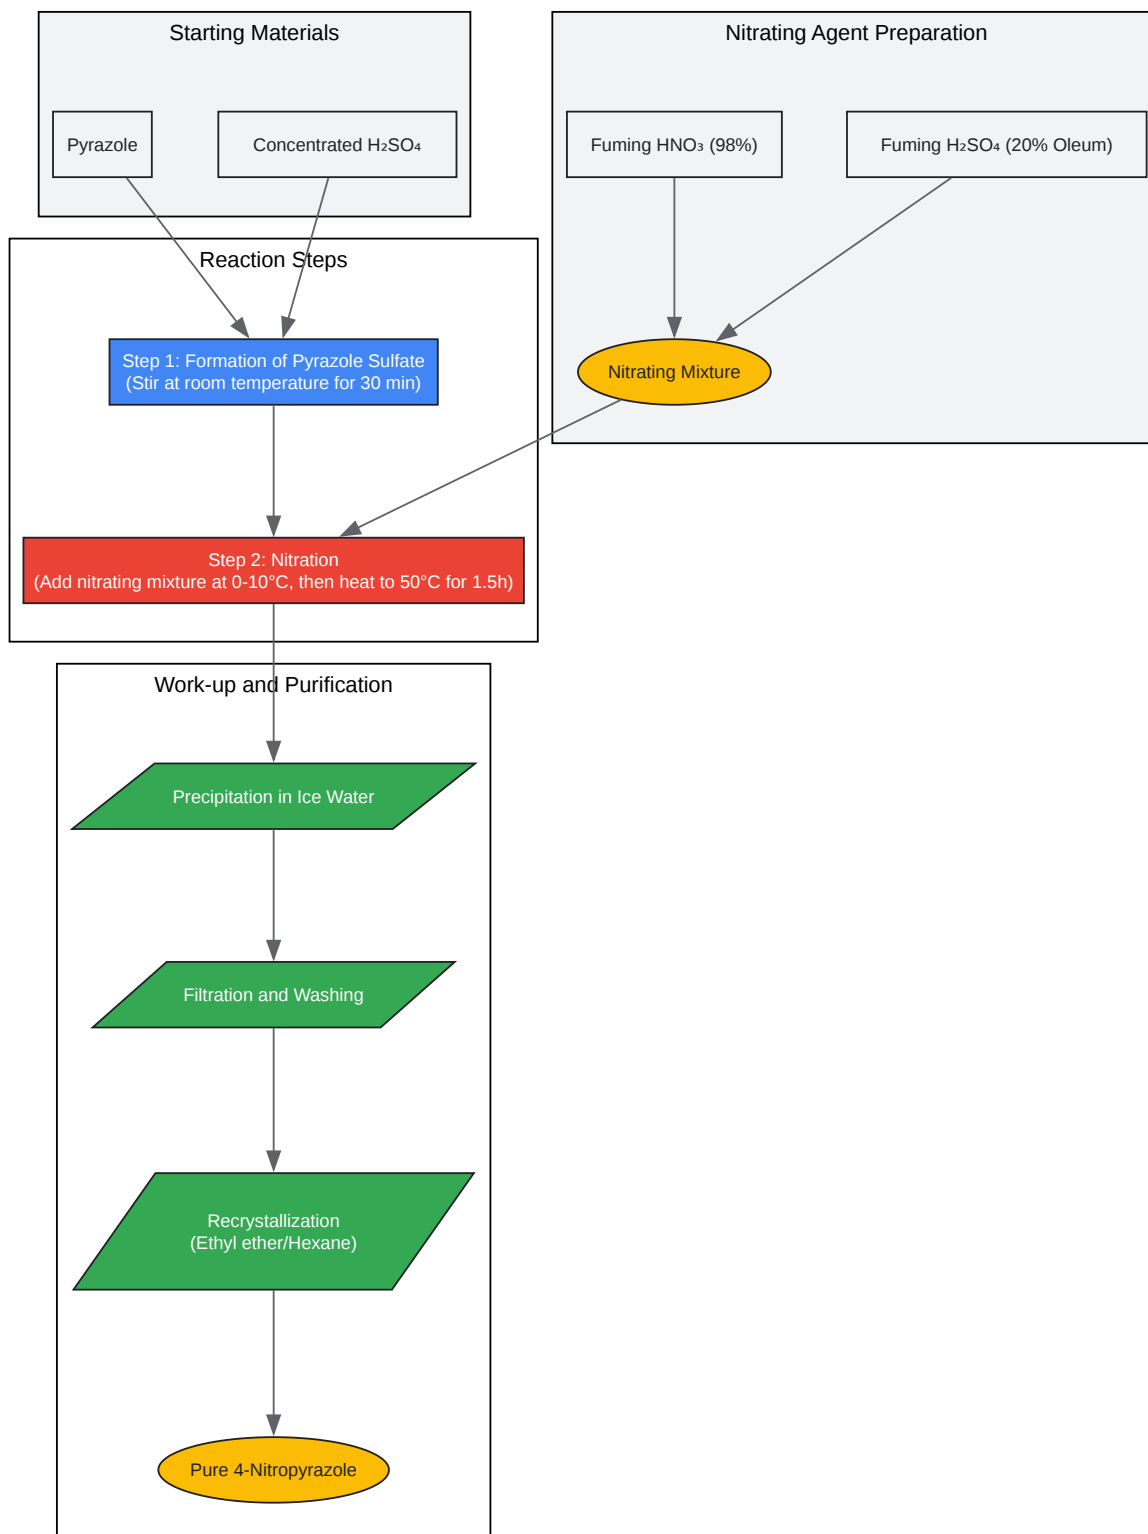 Starting Materials
Pyrazole
Concentrated H₂SO₄
Nitrating Agent Preparation
Fuming HNO₃ (98%)
Fuming H₂SO₄ (20% Oleum)
Nitrating Mixture
Reaction Steps
Step 1: Formation of Pyrazole Sulfate
(Stir at room temperature for 30 min)
Step 2: Nitration
(Add nitrating mixture at 0-10°C, then heat to 50°C for 1.5h)
Work-up and Purification
Precipitation in Ice Water
Filtration and Washing
Recrystallization
(Ethyl ether/Hexane)
Pure 4-Nitropyrazole